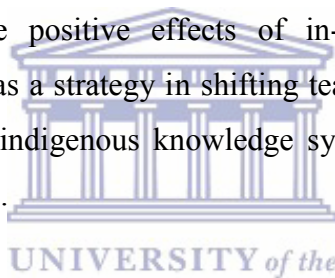 e positive effects of in-
as a strategy in shifting tea
indigenous knowledge sy
.
UNIVERSITY of the